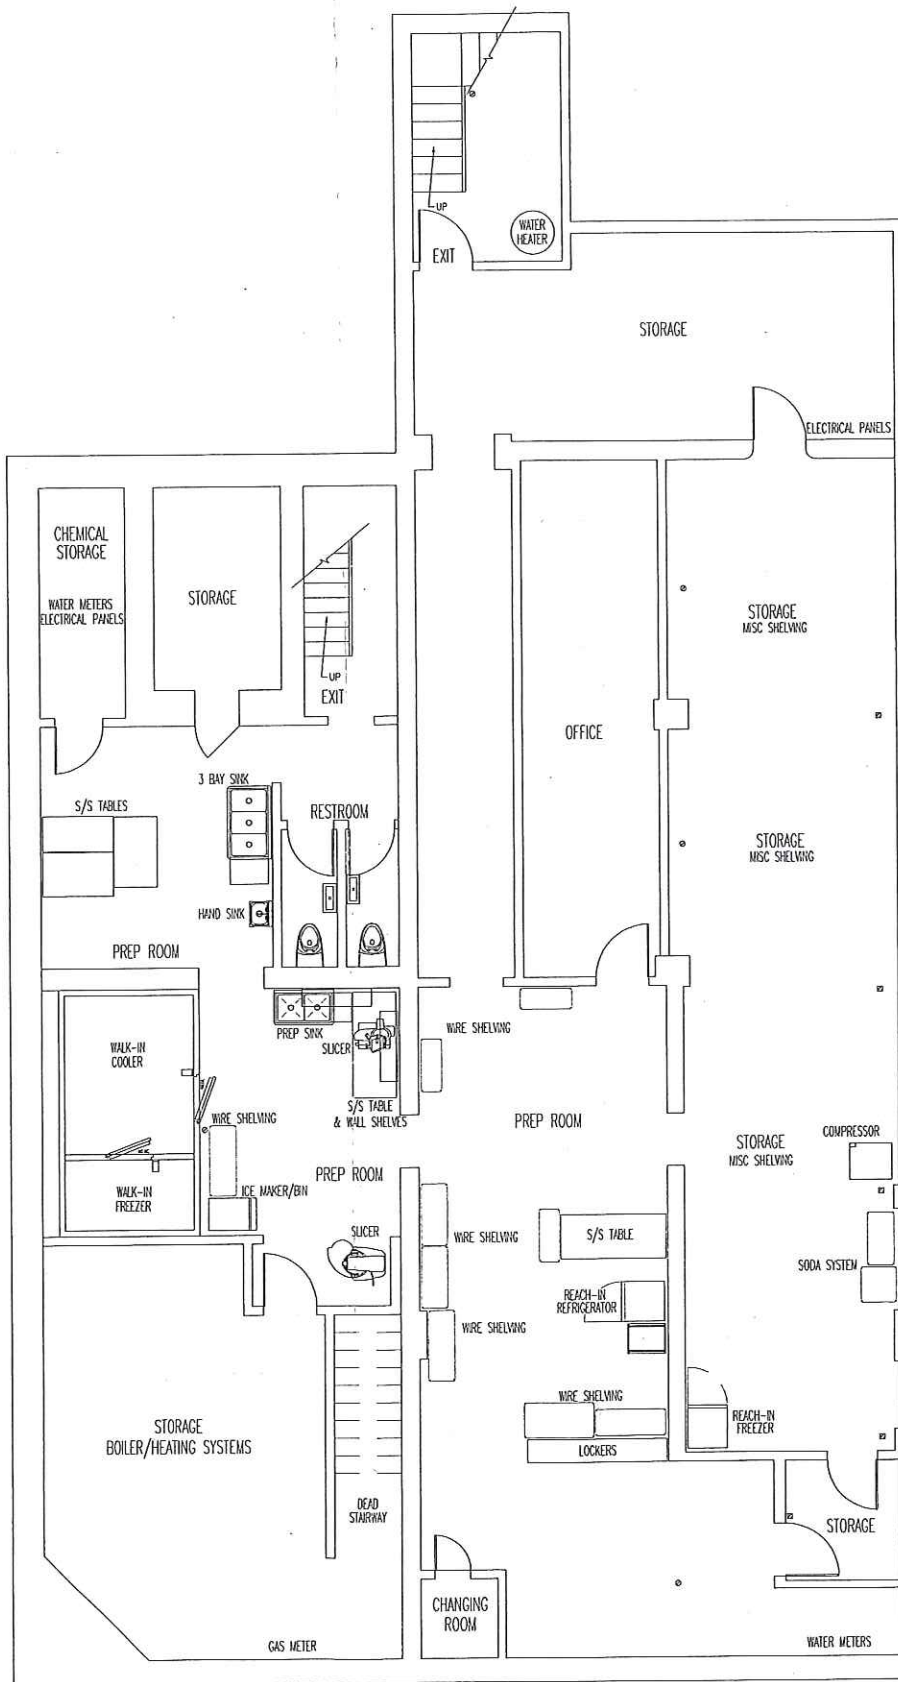 UP
WATER
HEATER
EXIT
STORAGE
ELECTRICAL PANELS
CHEMICAL
STORAGE
WATER METERS
ELECTRICAL PANELS
STORAGE
UP
EXIT
STORAGE
MISC SHELVING
OFFICE
3 BAY SINK
S/S TABLES
RESTROOM
STORAGE
MISC SHELVING
HAND SINK
PREP ROOM
PREP SINK
SLICER
WIRE SHELVING
WALK-IN
COOLER
S/S TABLE
& WALL SHELVES
WIRE SHELVING
PREP ROOM
STORAGE
MISC SHELVING
COMPRESSOR
PREP ROOM
WALK-IN
FREEZER
ICE MAKER/BIN
SLICER
WIRE SHELVING
S/S TABLE
SODA SYSTEM
REACH-IN
REFRIGERATOR
WIRE SHELVING
WIRE SHELVING
REACH-IN
FREEZER
LOCKERS
STORAGE
BOILER/HEATING SYSTEMS
DEAD
STAIRWAY
STORAGE
CHANGING
ROOM
GAS METER
WATER METERS